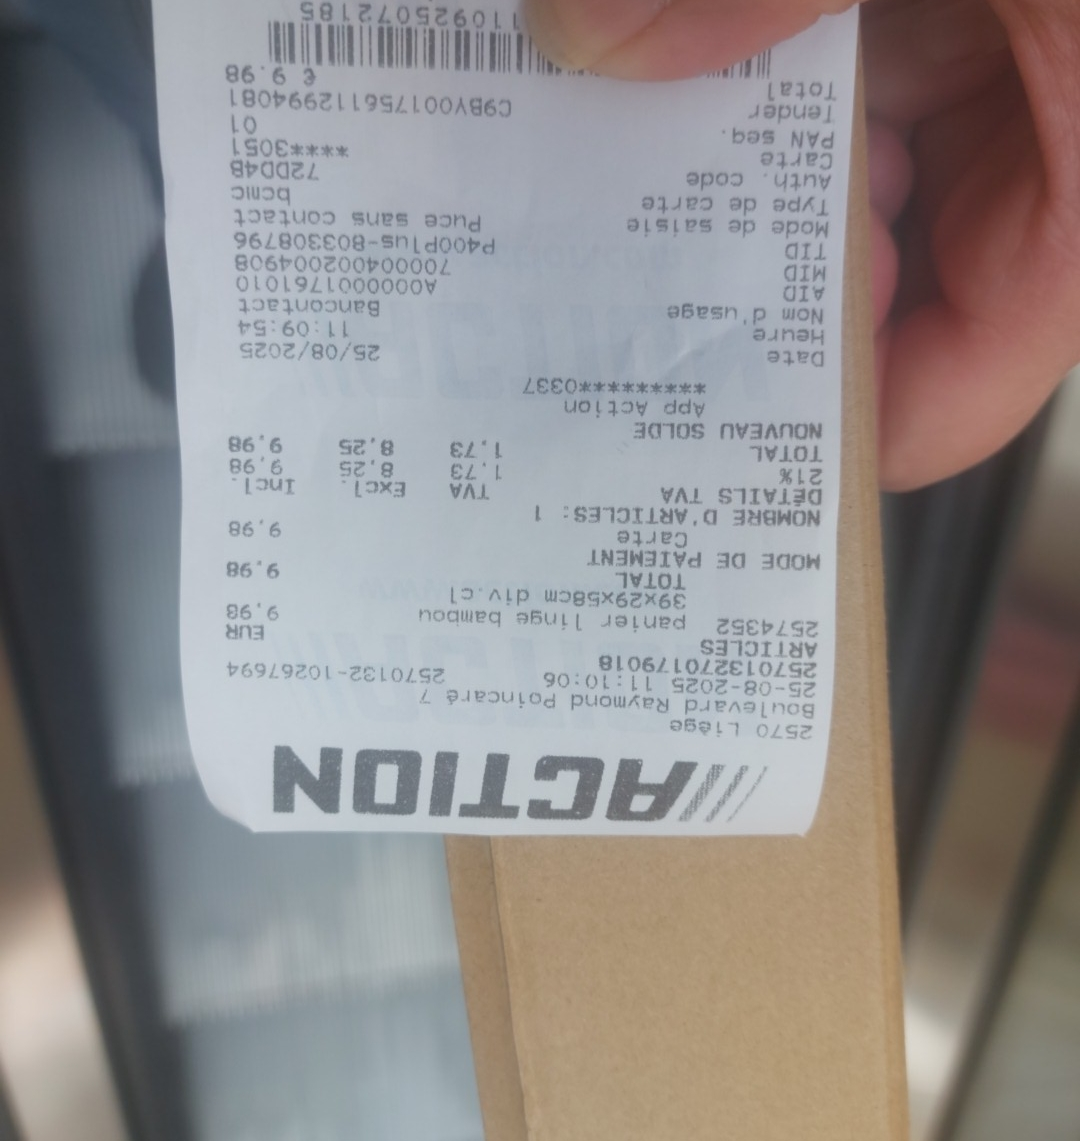 ACTION
2570 Liège
Boulevard Raymond Poincaré 7
25-08-2025 11:10:06 2570132-10267694
257013270179018
ARTICLES EUR
2574352 panier linge bambou 9,98
39x29x58cm div.cl
TOTAL 9,98
MODE DE PAIEMENT
Carte 9,98
NOMBRE D'ARTICLES: 1
DÉTAILS TVA TVA Excl. Incl.
21% 1,73 8,25 9,98
TOTAL 1,73 8,25 9,98
NOUVEAU SOLDE
App Action
**********0337
Date 25/08/2025
Heure 11:09:54
Nom d'usage Bancontact
AID A0000001761010
MID 700004002004908
TID P400Plus-803308796
Mode de saisie Puce sans contact
Type de carte bcmc
Auth. code 72DD4B
Carte *****3051
PAN seq. 01
Tender C9BY001756112994081
Total € 9.98